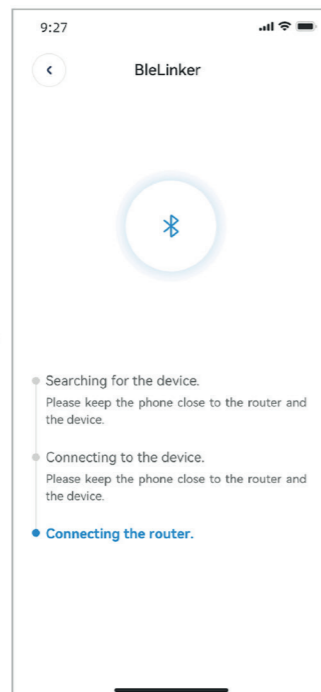 9:27
BleLinker
Searching for the device.
Please keep the phone close to the router and
the device.
Connecting to the device.
Please keep the phone close to the router and
the device.
Connecting the router.